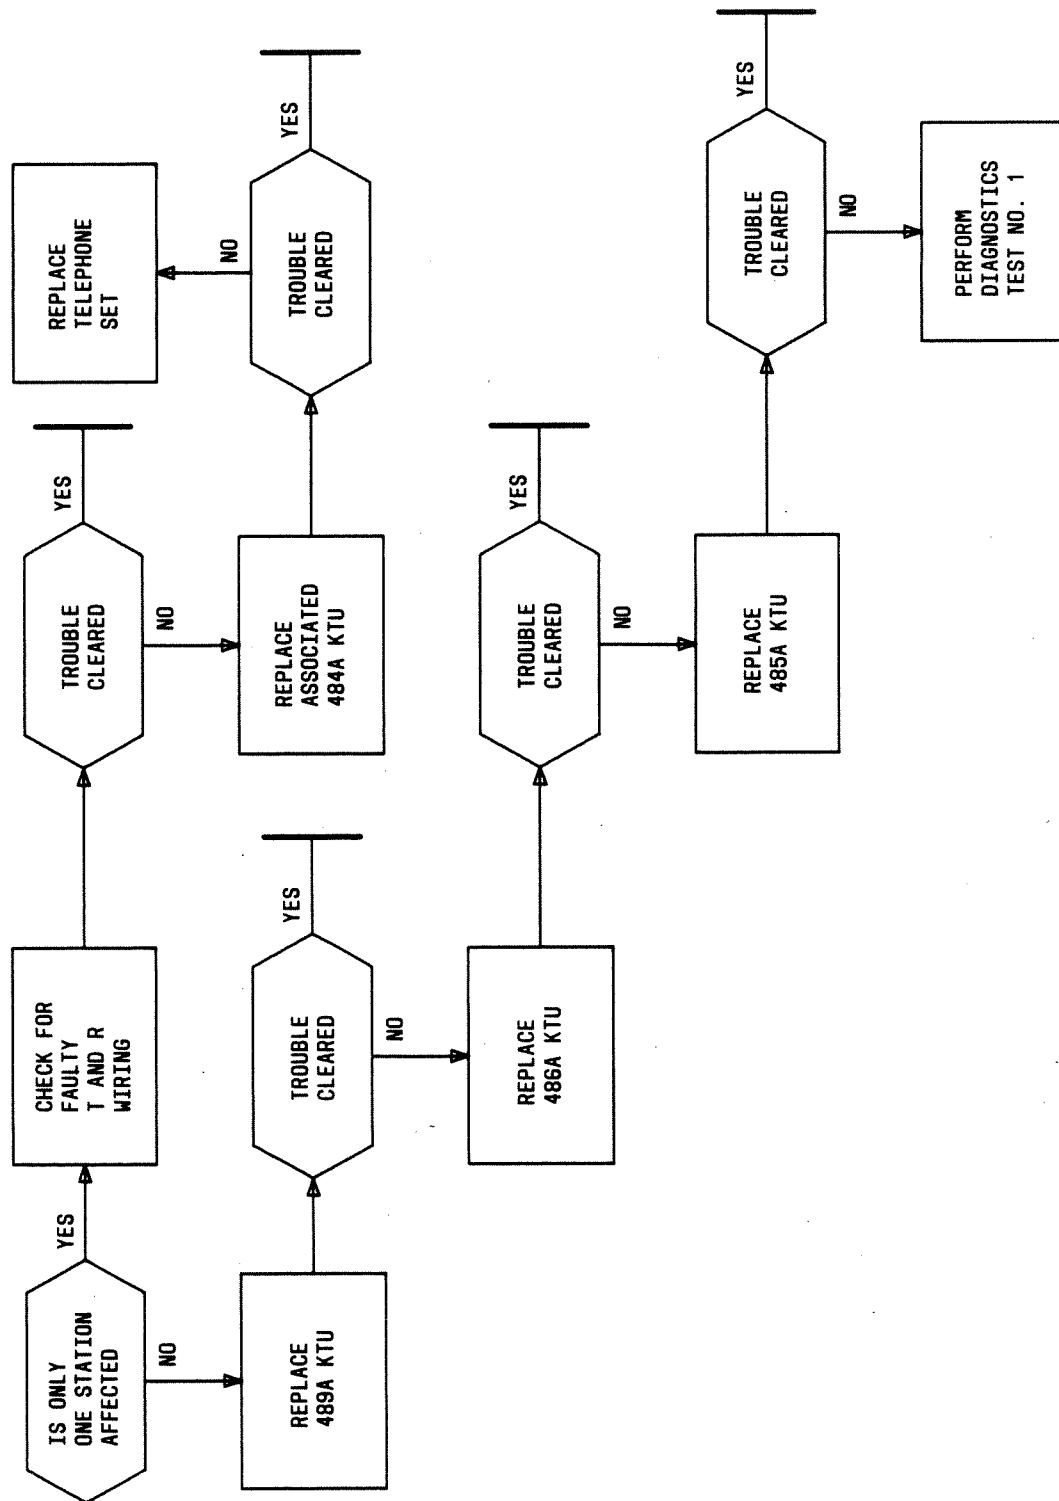 IS ONLY
ONE STATION
AFFECTED
YES
NO
CHECK FOR
FAULTY
T AND R
WIRING
TROUBLE
CLEARED
YES
NO
REPLACE
ASSOCIATED
484A KTU
TROUBLE
CLEARED
YES
NO
REPLACE
TELEPHONE
SET
REPLACE
489A KTU
TROUBLE
CLEARED
YES
NO
REPLACE
486A KTU
TROUBLE
CLEARED
YES
NO
REPLACE
485A KTU
TROUBLE
CLEARED
YES
NO
PERFORM
DIAGNOSTICS
TEST NO. 1